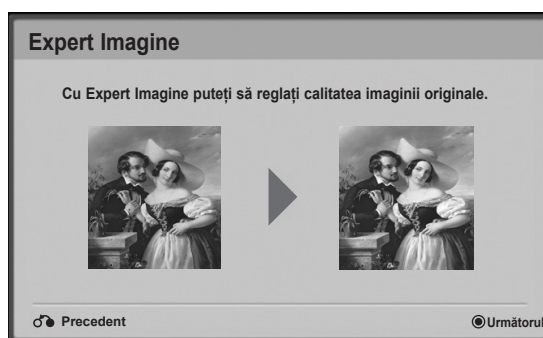 Expert Imagine
Cu Expert Imagine puteți să reglați calitatea imaginii originale.
Precedent
Următorul